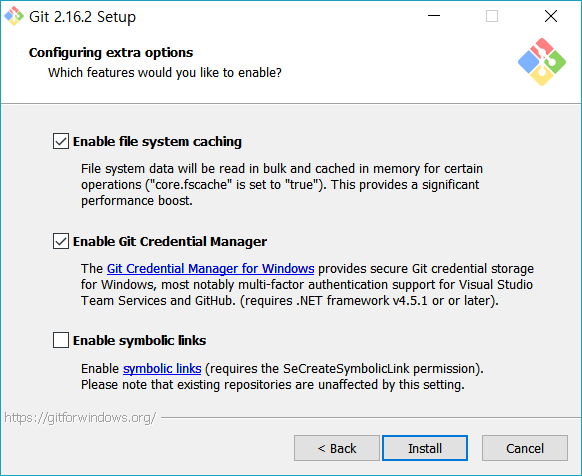 Git 2.16.2 Setup
Configuring extra options
Which features would you like to enable?
Enable file system caching
File system data will be read in bulk and cached in memory for certain
operations ("core.fscache" is set to "true"). This provides a significant
performance boost.
Enable Git Credential Manager
The Git Credential Manager for Windows provides secure Git credential storage
for Windows, most notably multi-factor authentication support for Visual Studio
Team Services and GitHub. (requires .NET framework v4.5.1 or or later).
Enable symbolic links
Enable symbolic links (requires the SeCreateSymbolicLink permission).
Please note that existing repositories are unaffected by this setting.
https://gitforwindows.org/
< Back
Install
Cancel